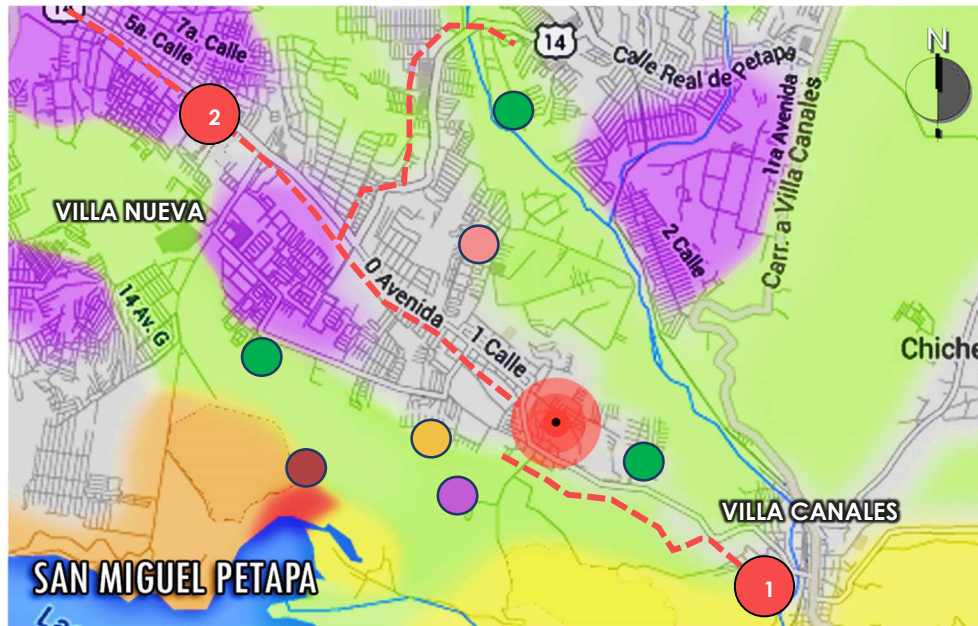 14
7a. Calle
5a. Calle
14
N
Calle Real de Petapa
1ra Avenida
Carr. a Villa Canales
2
VILLA NUEVA
2 Calle
0 Avenida
14 Av. G
1 Calle
Chiche
VILLA CANALES
SAN MIGUEL PETAPA
1
La